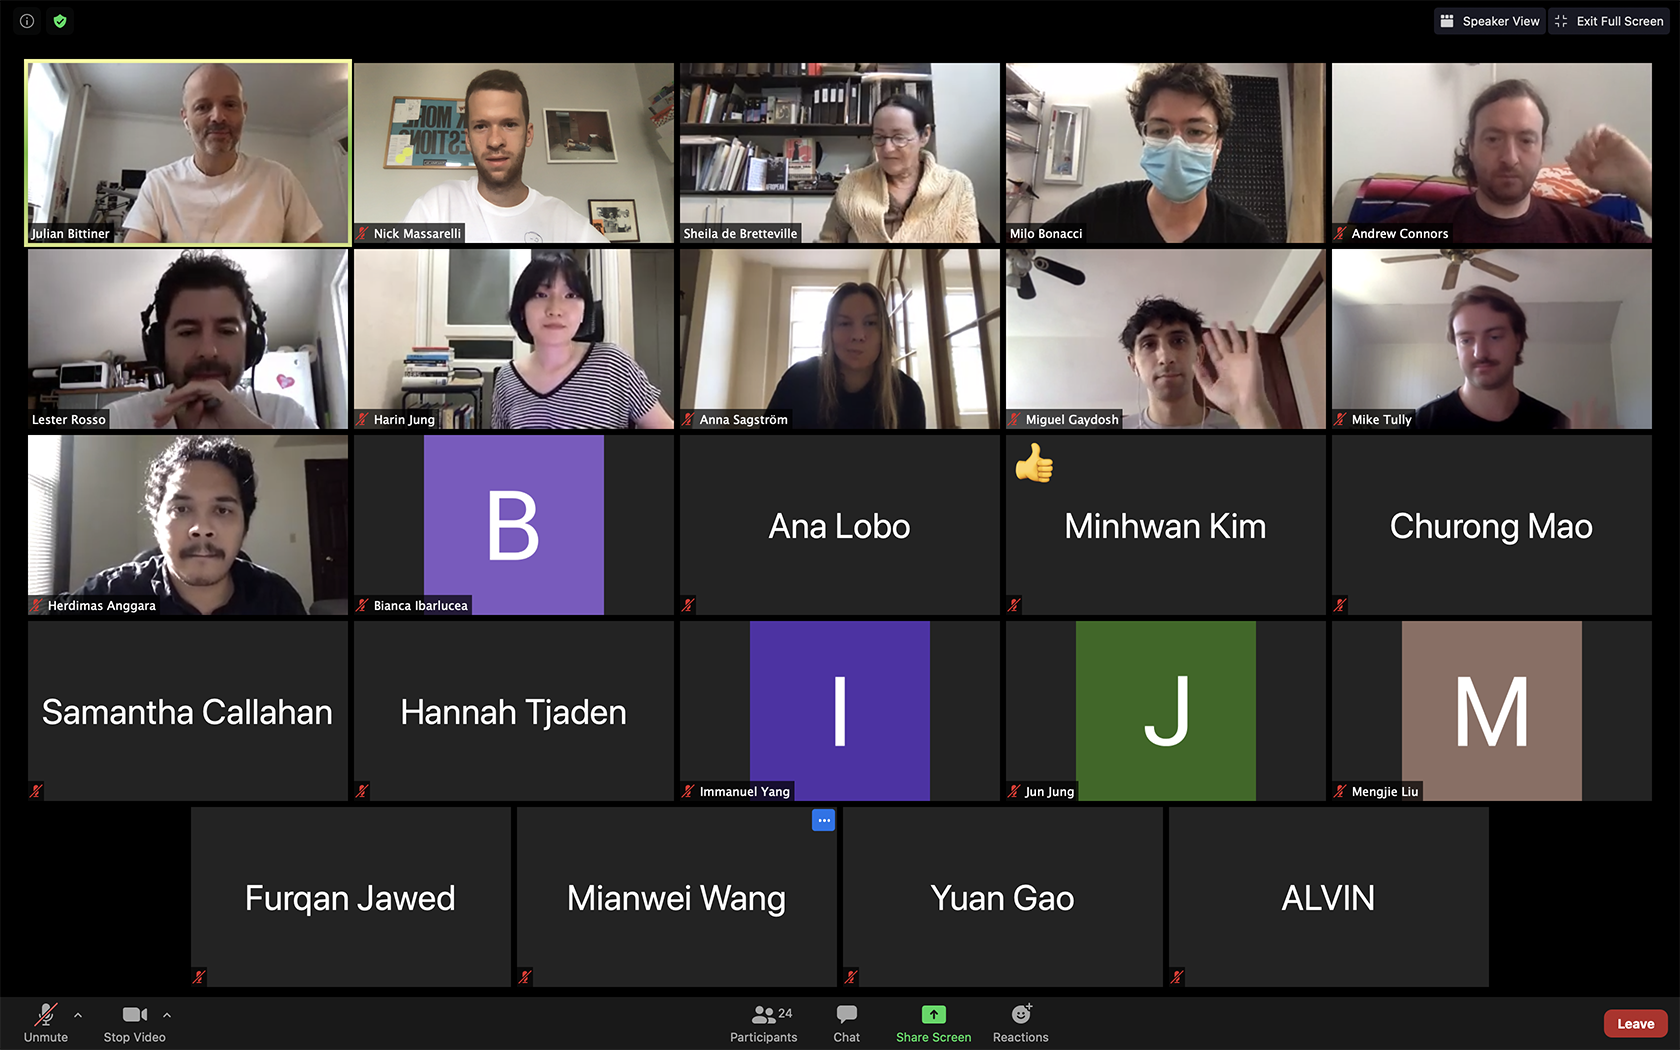 Speaker View
Exit Full Screen
Julian Bittiner
Nick Massarelli
Sheila de Bretteville
Milo Bonacci
Andrew Connors
Lester Rosso
Harin Jung
Anna Sagström
Miguel Gaydosh
Mike Tully
Herdimas Anggara
B
Bianca Ibarlucea
Ana Lobo
Minhwan Kim
Churong Mao
Samantha Callahan
Hannah Tjaden
I
Immanuel Yang
J
Jun Jung
M
Mengjie Liu
Furqan Jawed
Mianwei Wang
Yuan Gao
ALVIN
Unmute
Stop Video
24
Participants
Chat
Share Screen
Reactions
Leave